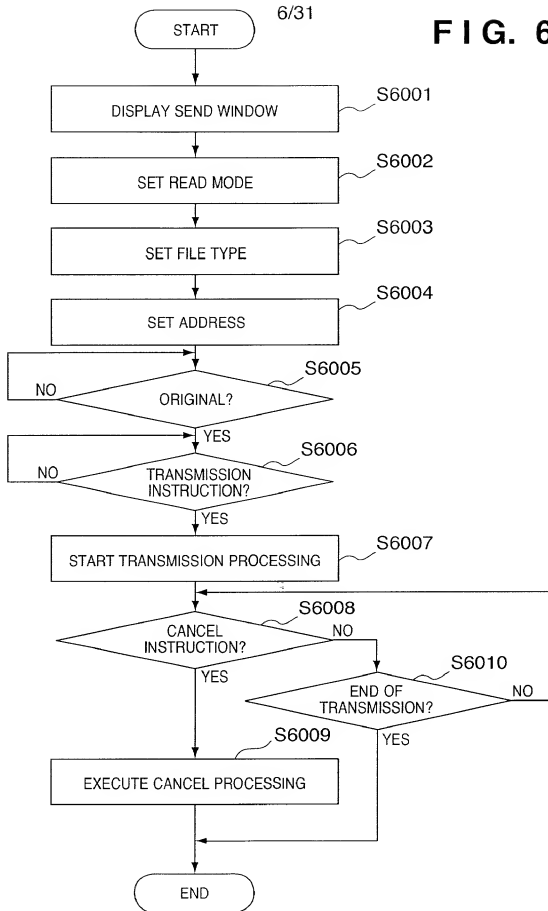 6/31
FIG. 6
START
DISPLAY SEND WINDOW
S6001
SET READ MODE
S6002
SET FILE TYPE
S6003
SET ADDRESS
S6004
ORIGINAL?
S6005
NO
YES
TRANSMISSION
INSTRUCTION?
S6006
NO
YES
START TRANSMISSION PROCESSING
S6007
CANCEL
INSTRUCTION?
S6008
NO
YES
END OF
TRANSMISSION?
S6010
NO
YES
EXECUTE CANCEL PROCESSING
S6009
END